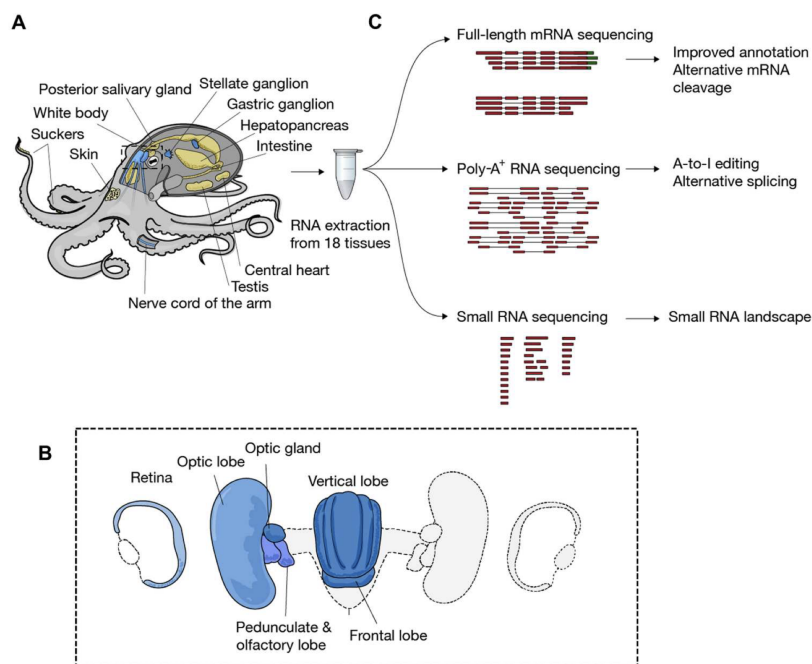 A
Posterior salivary gland
White body
Suckers
Skin
Stellate ganglion
Gastric ganglion
Hepatopancreas
Intestine
RNA extraction
from 18 tissues
Central heart
Testis
Nerve cord of the arm
C
Full-length mRNA sequencing
Improved annotation
Alternative mRNA
cleavage
Poly-A+ RNA sequencing
A-to-I editing
Alternative splicing
Small RNA sequencing
Small RNA landscape
B
Retina
Optic lobe
Optic gland
Vertical lobe
Pedunculate &
olfactory lobe
Frontal lobe